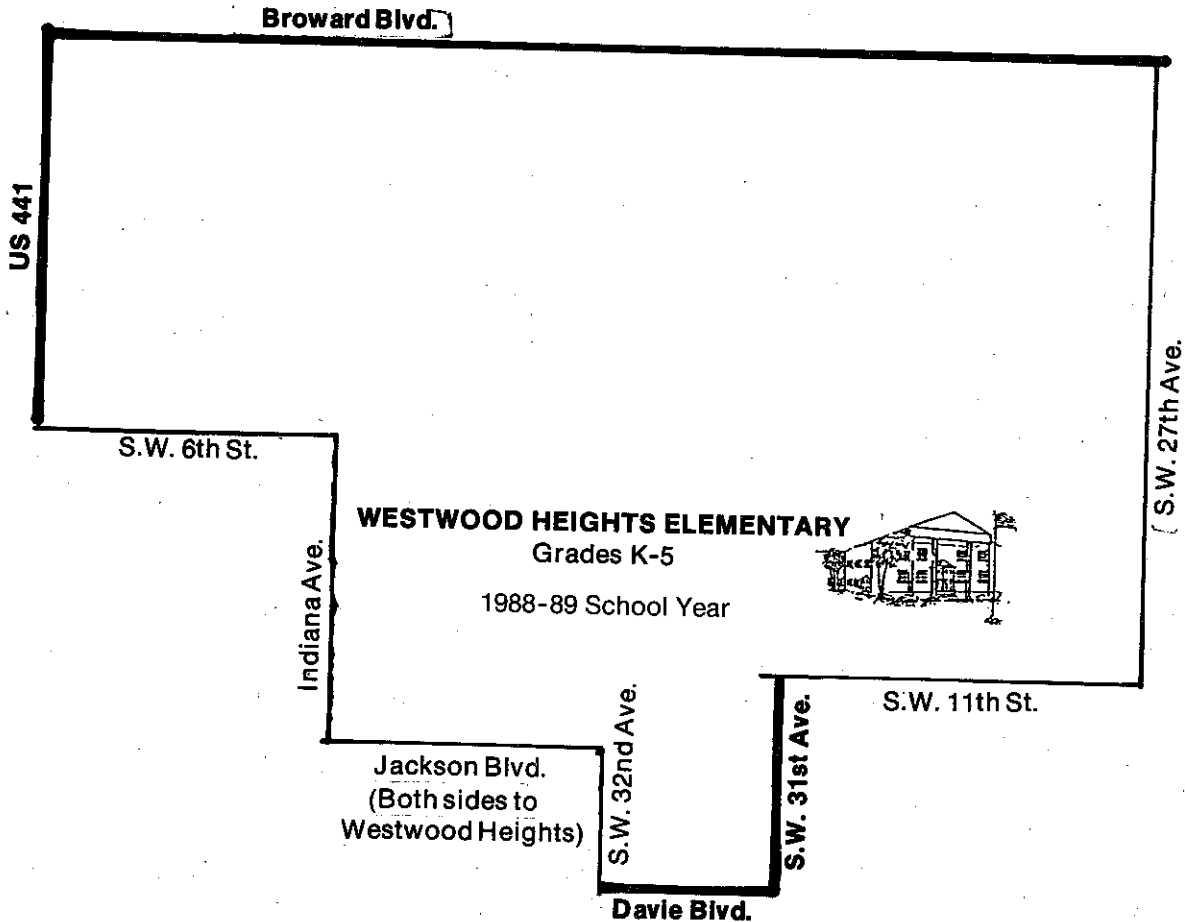 Broward Blvd.
US 441
S.W. 27th Ave.
S.W. 6th St.
WESTWOOD HEIGHTS ELEMENTARY
Grades K-5
1988-89 School Year
Indiana Ave.
S.W. 11th St.
S.W. 32nd Ave.
S.W. 31st Ave.
Jackson Blvd.
(Both sides to
Westwood Heights)
Davie Blvd.